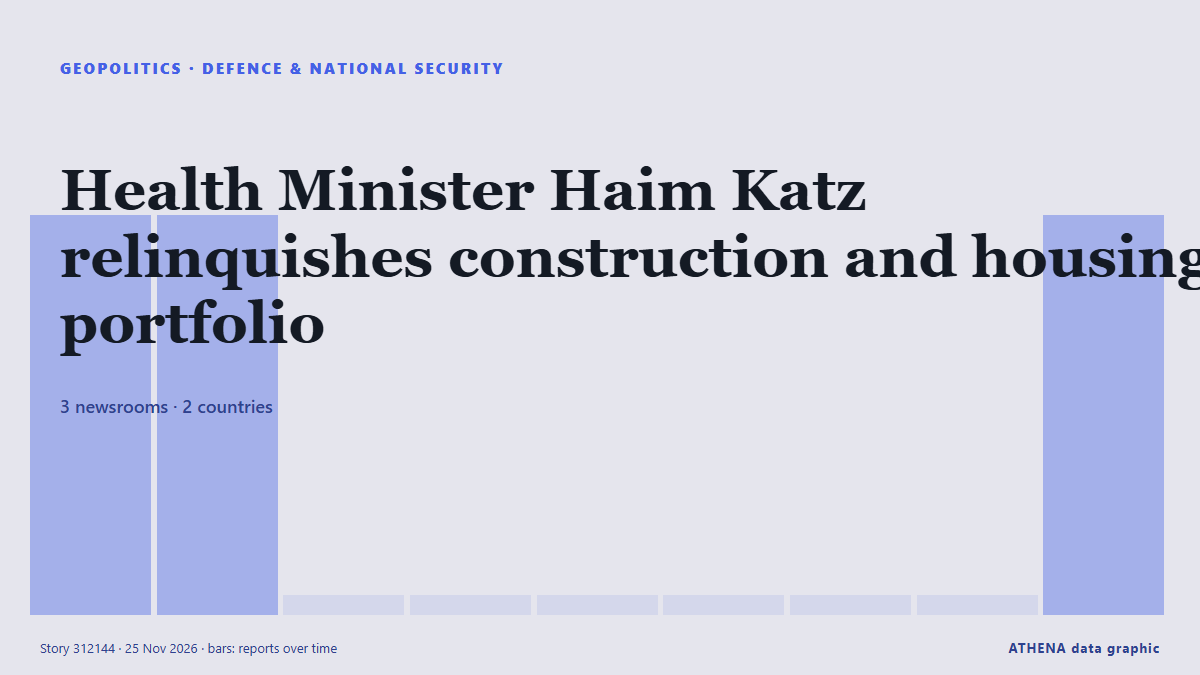 GEOPOLITICS · DEFENCE & NATIONAL SECURITY
Health Minister Haim Katz
relinquishes construction and housing
portfolio
3 newsrooms · 2 countries
Story 312144 · 25 Nov 2026 · bars: reports over time
ATHENA data graphic